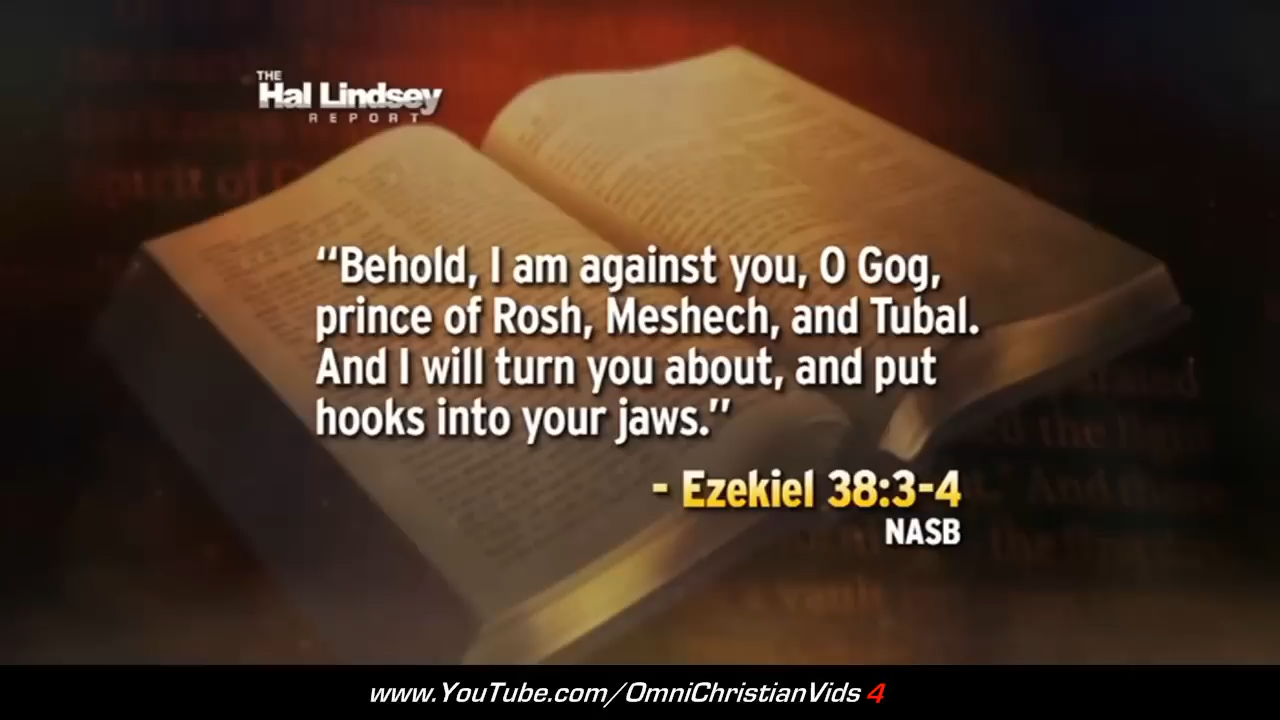 THE
Hal Lindsey
REPORT
“Behold, I am against you, O Gog,
prince of Rosh, Meshech, and Tubal.
And I will turn you about, and put
hooks into your jaws.”
- Ezekiel 38:3-4
NASB
www.YouTube.com/OmniChristianVids 4